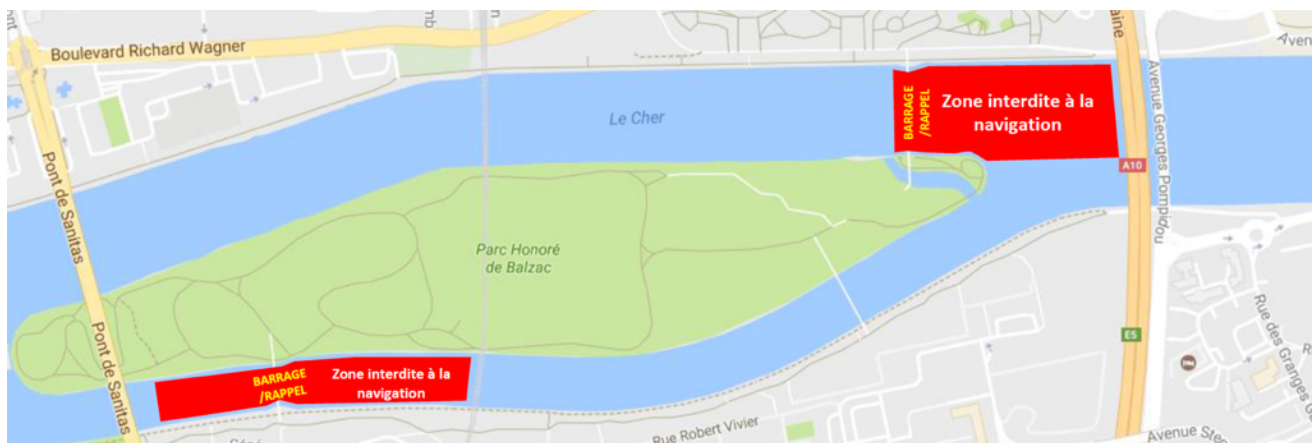 Boulevard Richard Wagner
Pont de Sanitas
Pont de Sanitas
Le Cher
BARRAGE
/RAPPEL
Zone interdite à la
navigation
A10
Avenue Georges Pompidou
Parc Honoré
de Balzac
E5
Rue des Granges
BARRAGE
/RAPPEL
Zone interdite à la
navigation
Rue Robert Vivier
Avenue Ste